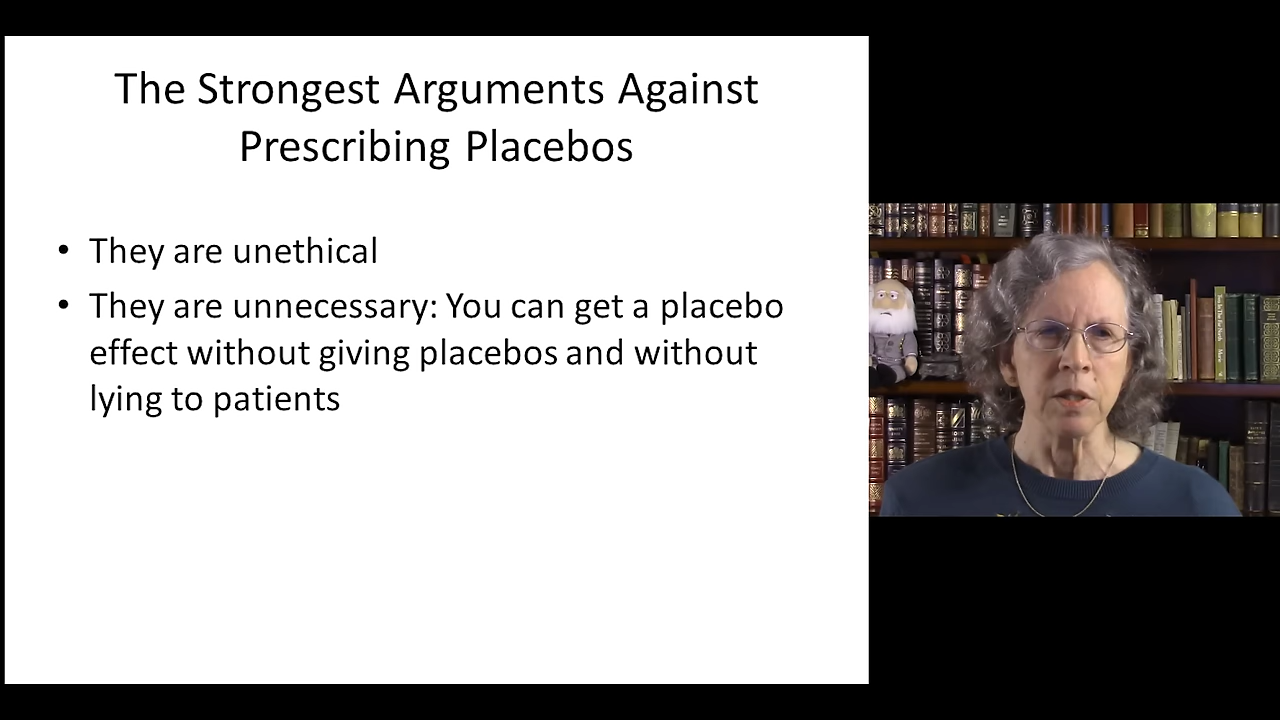 The Strongest Arguments Against
Prescribing Placebos
• They are unethical
• They are unnecessary: You can get a placebo
effect without giving placebos and without
lying to patients